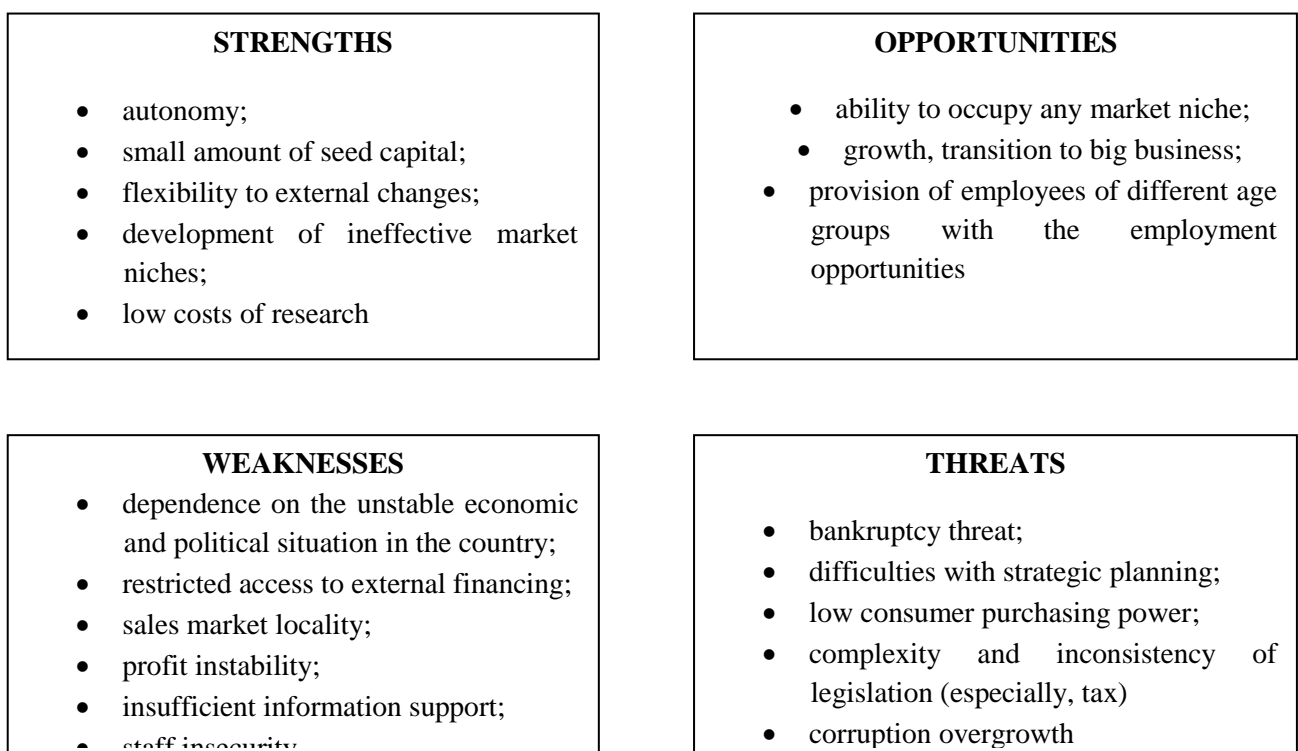 STRENGTHS
• autonomy;
• small amount of seed capital;
• flexibility to external changes;
• development of ineffective market
niches;
• low costs of research
OPPORTUNITIES
• ability to occupy any market niche;
• growth, transition to big business;
• provision of employees of different age
groups with the employment
opportunities
WEAKNESSES
• dependence on the unstable economic
and political situation in the country;
• restricted access to external financing;
• sales market locality;
• profit instability;
• insufficient information support;
• staff insecurity
THREATS
• bankruptcy threat;
• difficulties with strategic planning;
• low consumer purchasing power;
• complexity and inconsistency of
legislation (especially, tax)
• corruption overgrowth